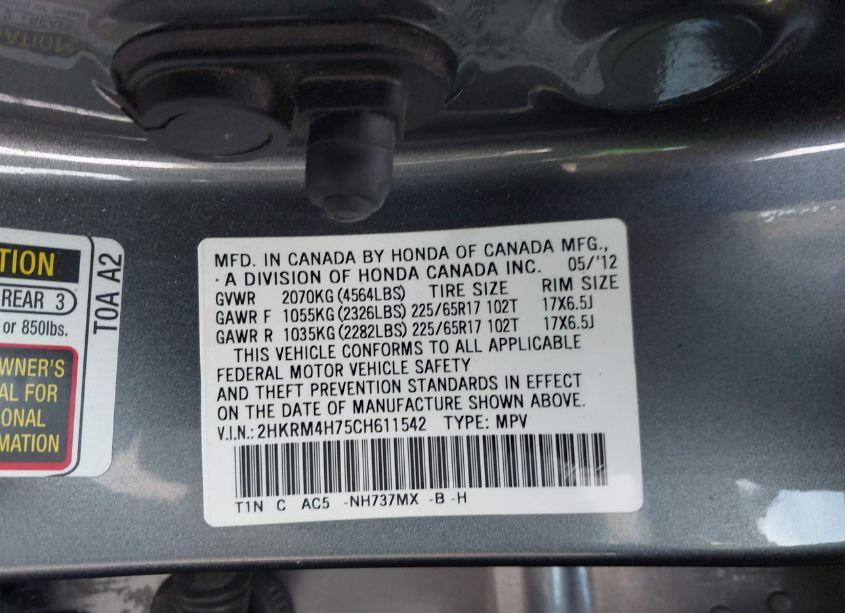 TION
REAR 3
or 850lbs.
WNER'S
AL FOR
IONAL
RMATION
TOA A2
MFD. IN CANADA BY HONDA OF CANADA MFG.,
A DIVISION OF HONDA CANADA INC. 05/'12
GVWR 2070KG (4564LBS) TIRE SIZE RIM SIZE
GAWR F 1055KG (2326LBS) 225/65R17 102T 17X6.5J
GAWR R 1035KG (2282LBS) 225/65R17 102T 17X6.5J
THIS VEHICLE CONFORMS TO ALL APPLICABLE
FEDERAL MOTOR VEHICLE SAFETY
AND THEFT PREVENTION STANDARDS IN EFFECT
ON THE DATE OF MANUFACTURE SHOWN ABOVE.
V.I.N.: 2HKRM4H75CH611542 TYPE: MPV
T1N C AC5 -NH737MX -B -H